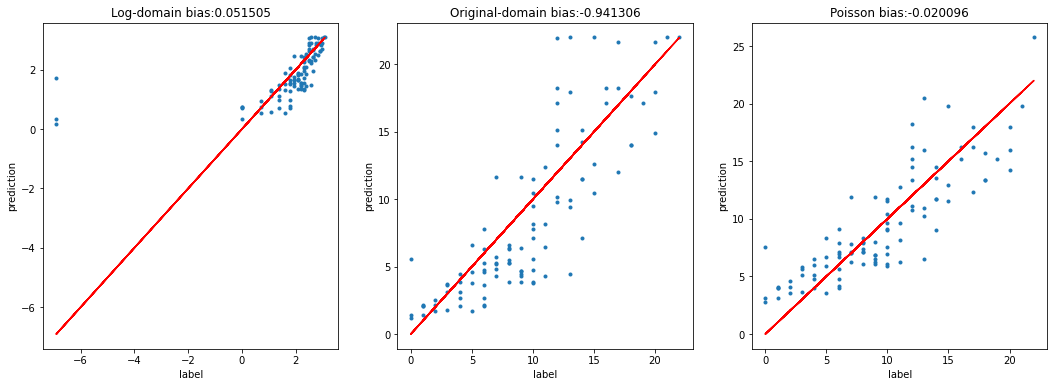 Log-domain bias:0.051505
2
0
−2
−4
−6
prediction
−6 −4 −2 0 2
label
Original-domain bias:-0.941306
20
15
10
5
0
prediction
0 5 10 15 20
label
Poisson bias:-0.020096
25
20
15
10
5
0
prediction
0 5 10 15 20
label